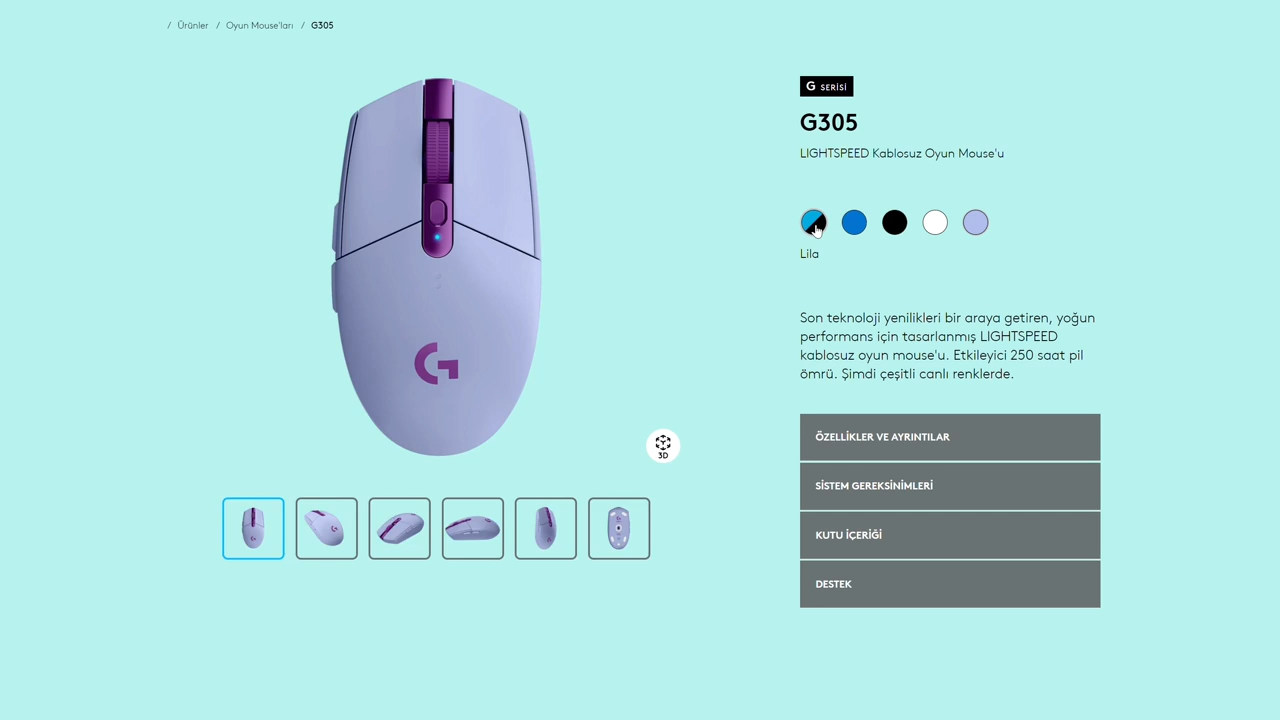 / Ürünler / Oyun Mouse'ları / G305
G SERİSİ
G305
LIGHTSPEED Kablosuz Oyun Mouse'u
Lila
Son teknoloji yenilikleri bir araya getiren, yoğun
performans için tasarlanmış LIGHTSPEED
kablosuz oyun mouse'u. Etkileyici 250 saat pil
ömrü. Şimdi çeşitli canlı renklerde.
3D
ÖZELLİKLER VE AYRINTILAR
SİSTEM GEREKSİNİMLERİ
KUTU İÇERİĞİ
DESTEK